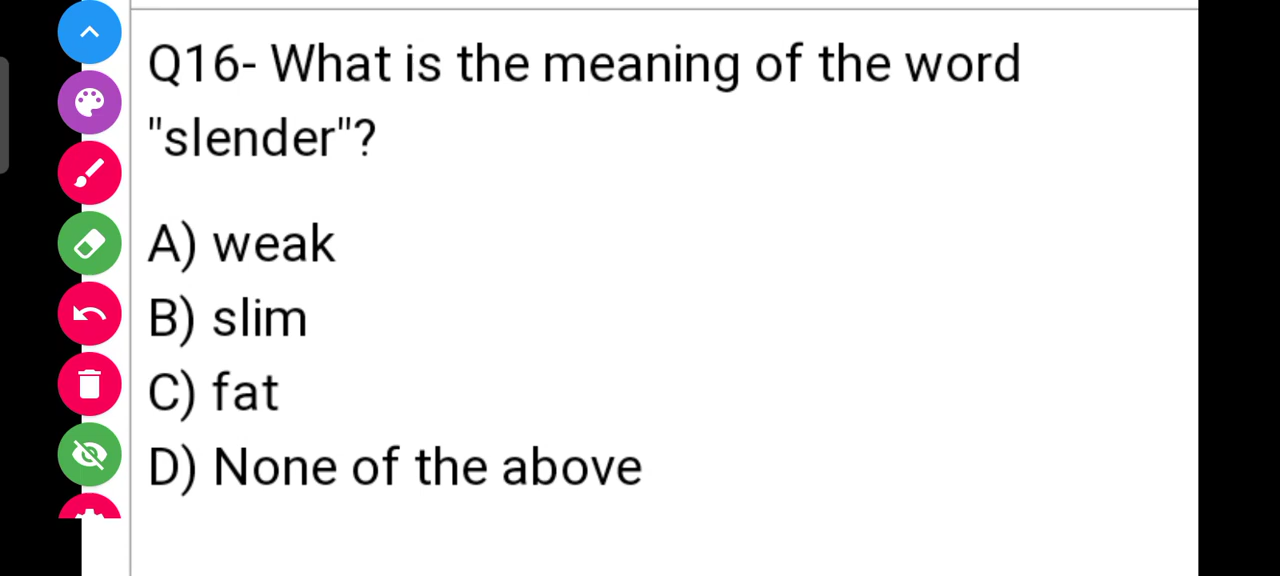 Q16- What is the meaning of the word
"slender"?
A) weak
B) slim
C) fat
D) None of the above